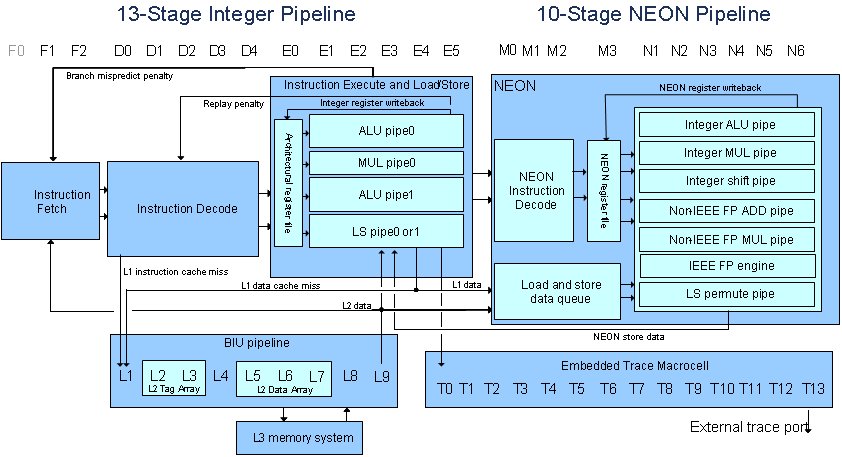 13-Stage Integer Pipeline
10-Stage NEON Pipeline
F0 F1 F2 D0 D1 D2 D3 D4 E0 E1 E2 E3 E4 E5 M0 M1 M2 M3 N1 N2 N3 N4 N5 N6
Branch mispredict penalty
Instruction Execute and Load/Store
NEON
Replay penalty
Integer register writeback
NEON register writeback
Instruction
Fetch
Instruction Decode
Architectural register file
ALU pipe0
MUL pipe0
ALU pipe1
LS pipe0 or1
NEON
Instruction
Decode
NEON register file
Integer ALU pipe
Integer MUL pipe
Integer shift pipe
Non-IEEE FP ADD pipe
Non-IEEE FP MUL pipe
IEEE FP engine
LS permute pipe
Load and store
data queue
L1 instruction cache miss
L1 data cache miss
L1 data
L2 data
NEON store data
BIU pipeline
L1 L2 L3 L4 L5 L6 L7 L8 L9
L2 Tag Array
L2 Data Array
L3 memory system
Embedded Trace Macrocell
T0 T1 T2 T3 T4 T5 T6 T7 T8 T9 T10 T11 T12 T13
External trace port